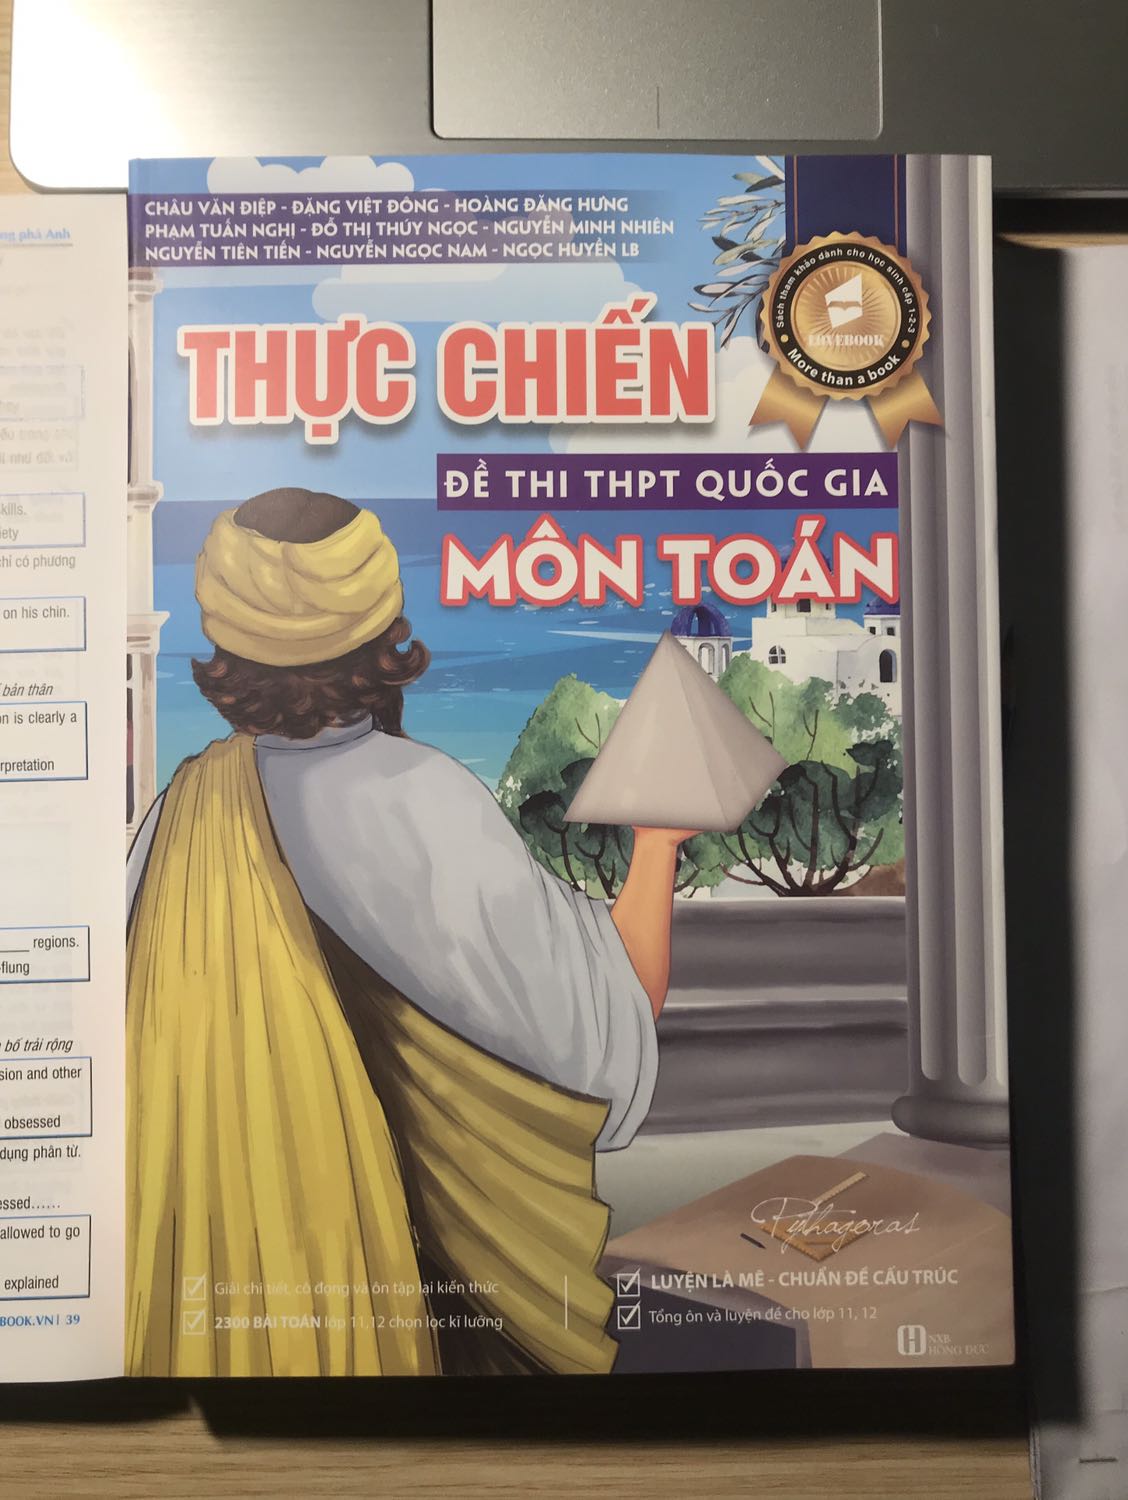 CHÂU VĂN ĐIỆP - ĐẶNG VIỆT ĐÔNG - HOÀNG ĐĂNG HƯNG
PHẠM TUẤN NGHỊ - ĐỖ THỊ THÚY NGỌC - NGUYỄN MINH NHIÊN
NGUYỄN TIÊN TIẾN - NGUYỄN NGỌC NAM - NGỌC HUYỀN LB
Sách tham khảo dành cho học sinh cấp 1-2-3
LOVEBOOK
More than a book
THỰC CHIẾN
ĐỀ THI THPT QUỐC GIA
MÔN TOÁN
Pythagoras
Giải chi tiết, cô đọng và ôn tập lại kiến thức
2300 BÀI TOÁN lớp 11,12 chọn lọc kĩ lưỡng
LUYỆN LÀ MÊ - CHUẨN ĐỀ CẤU TRÚC
Tổng ôn và luyện đề cho lớp 11, 12
NXB
HỒNG ĐỨC
phá Anh
kills.
iety
chỉ có phương
on his chin.
bản thân
on is clearly a
rpretation
regions.
-flung
bố trải rộng
sion and other
obsessed
dụng phân từ.
essed......
allowed to go
explained
BOOK.VN| 39